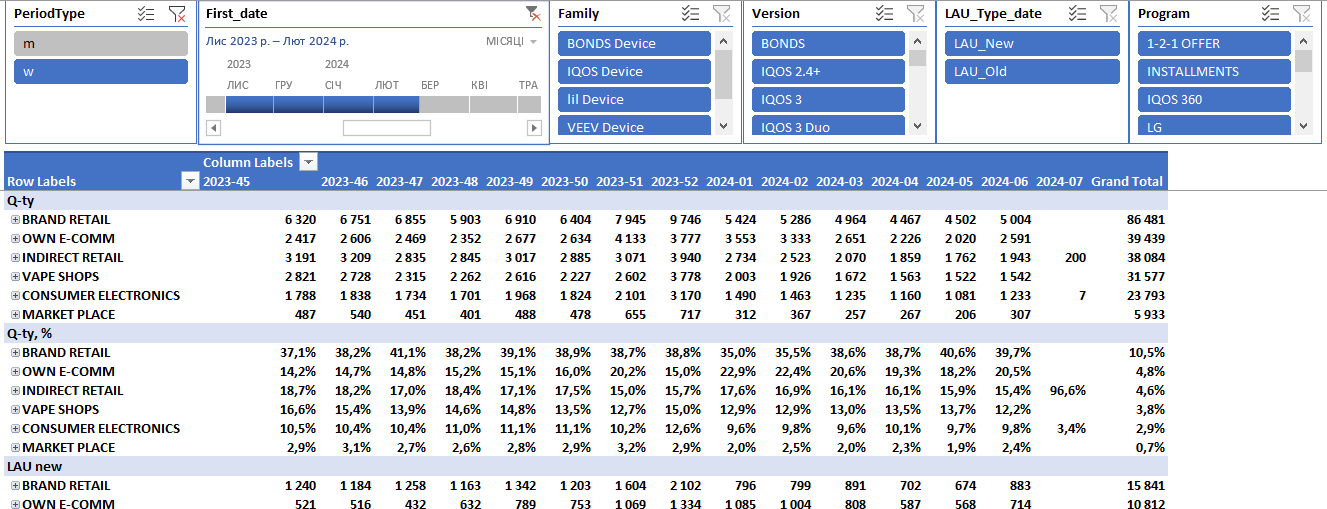 PeriodType First_date Family Version LAU_Type_date Program
m Лис 2023 р. – Лют 2024 р. МІСЯЦІ BONDS Device BONDS LAU_New 1-2-1 OFFER
w 2023 2024 IQOS Device IQOS 2.4+ LAU_Old INSTALLMENTS
ЛИС ГРУ СІЧ ЛЮТ БЕР КВІ ТРА lil Device IQOS 3 IQOS 360
VEEV Device IQOS 3 Duo LG
Column Labels
Row Labels 2023-45 2023-46 2023-47 2023-48 2023-49 2023-50 2023-51 2023-52 2024-01 2024-02 2024-03 2024-04 2024-05 2024-06 2024-07 Grand Total
Q-ty
BRAND RETAIL 6 320 6 751 6 855 5 903 6 910 6 404 7 945 9 746 5 424 5 286 4 964 4 467 4 502 5 004 86 481
OWN E-COMM 2 417 2 606 2 469 2 352 2 677 2 634 4 133 3 777 3 553 3 333 2 651 2 226 2 020 2 591 39 439
INDIRECT RETAIL 3 191 3 209 2 835 2 845 3 017 2 885 3 071 3 940 2 734 2 523 2 070 1 859 1 762 1 943 200 38 084
VAPE SHOPS 2 821 2 728 2 315 2 262 2 616 2 227 2 602 3 778 2 003 1 926 1 672 1 563 1 522 1 542 31 577
CONSUMER ELECTRONICS 1 788 1 838 1 734 1 701 1 968 1 824 2 101 3 170 1 490 1 463 1 235 1 160 1 081 1 233 7 23 793
MARKET PLACE 487 540 451 401 488 478 655 717 312 367 257 267 206 307 5 933
Q-ty, %
BRAND RETAIL 37,1% 38,2% 41,1% 38,2% 39,1% 38,9% 38,7% 38,8% 35,0% 35,5% 38,6% 38,7% 40,6% 39,7% 10,5%
OWN E-COMM 14,2% 14,7% 14,8% 15,2% 15,1% 16,0% 20,2% 15,0% 22,9% 22,4% 20,6% 19,3% 18,2% 20,5% 4,8%
INDIRECT RETAIL 18,7% 18,2% 17,0% 18,4% 17,1% 17,5% 15,0% 15,7% 17,6% 16,9% 16,1% 16,1% 15,9% 15,4% 96,6% 4,6%
VAPE SHOPS 16,6% 15,4% 13,9% 14,6% 14,8% 13,5% 12,7% 15,0% 12,9% 12,9% 13,0% 13,5% 13,7% 12,2% 3,8%
CONSUMER ELECTRONICS 10,5% 10,4% 10,4% 11,0% 11,1% 11,1% 10,2% 12,6% 9,6% 9,8% 9,6% 10,1% 9,7% 9,8% 3,4% 2,9%
MARKET PLACE 2,9% 3,1% 2,7% 2,6% 2,8% 2,9% 3,2% 2,9% 2,0% 2,5% 2,0% 2,3% 1,9% 2,4% 0,7%
LAU new
BRAND RETAIL 1 240 1 184 1 258 1 163 1 342 1 203 1 604 2 102 796 799 891 702 674 883 15 841
OWN E-COMM 521 516 432 632 789 753 1 069 1 334 1 085 1 004 808 587 568 714 10 812